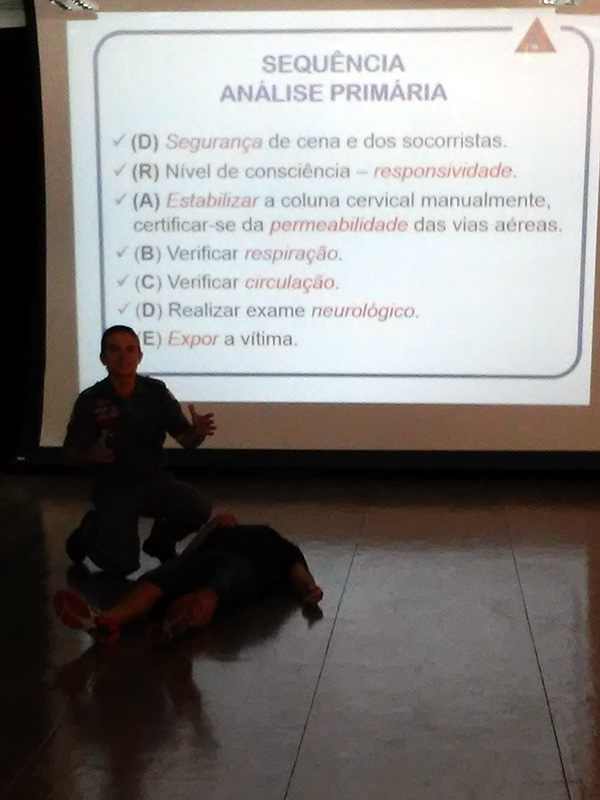 SEQUÊNCIA
ANÁLISE PRIMÁRIA
✓ (D) Segurança de cena e dos socorristas.
✓ (R) Nível de consciência – responsividade.
✓ (A) Estabilizar a coluna cervical manualmente,
certificar-se da permeabilidade das vias aéreas.
✓ (B) Verificar respiração.
✓ (C) Verificar circulação.
✓ (D) Realizar exame neurológico.
E) Expor a vítima.